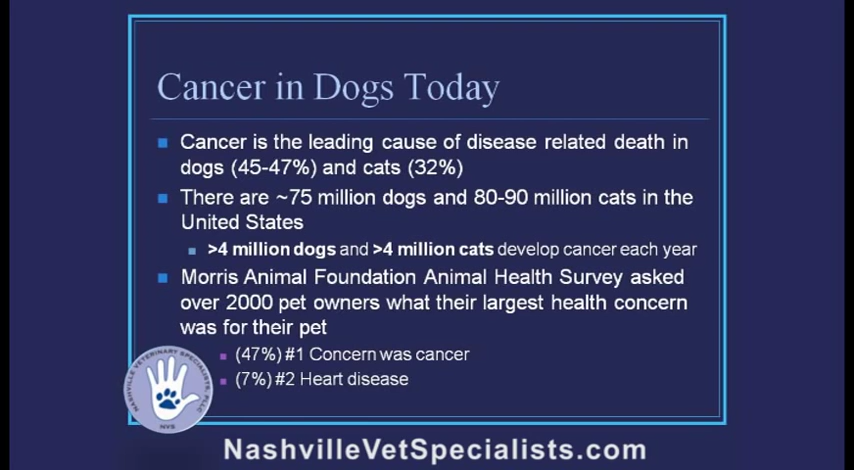 Cancer in Dogs Today
Cancer is the leading cause of disease related death in
dogs (45-47%) and cats (32%)
There are ~75 million dogs and 80-90 million cats in the
United States
>4 million dogs and >4 million cats develop cancer each year
Morris Animal Foundation Animal Health Survey asked
over 2000 pet owners what their largest health concern
was for their pet
(47%) #1 Concern was cancer
(7%) #2 Heart disease
NASHVILLE VETERINARY SPECIALISTS, PLLC
NVS
NashvilleVetSpecialists.com